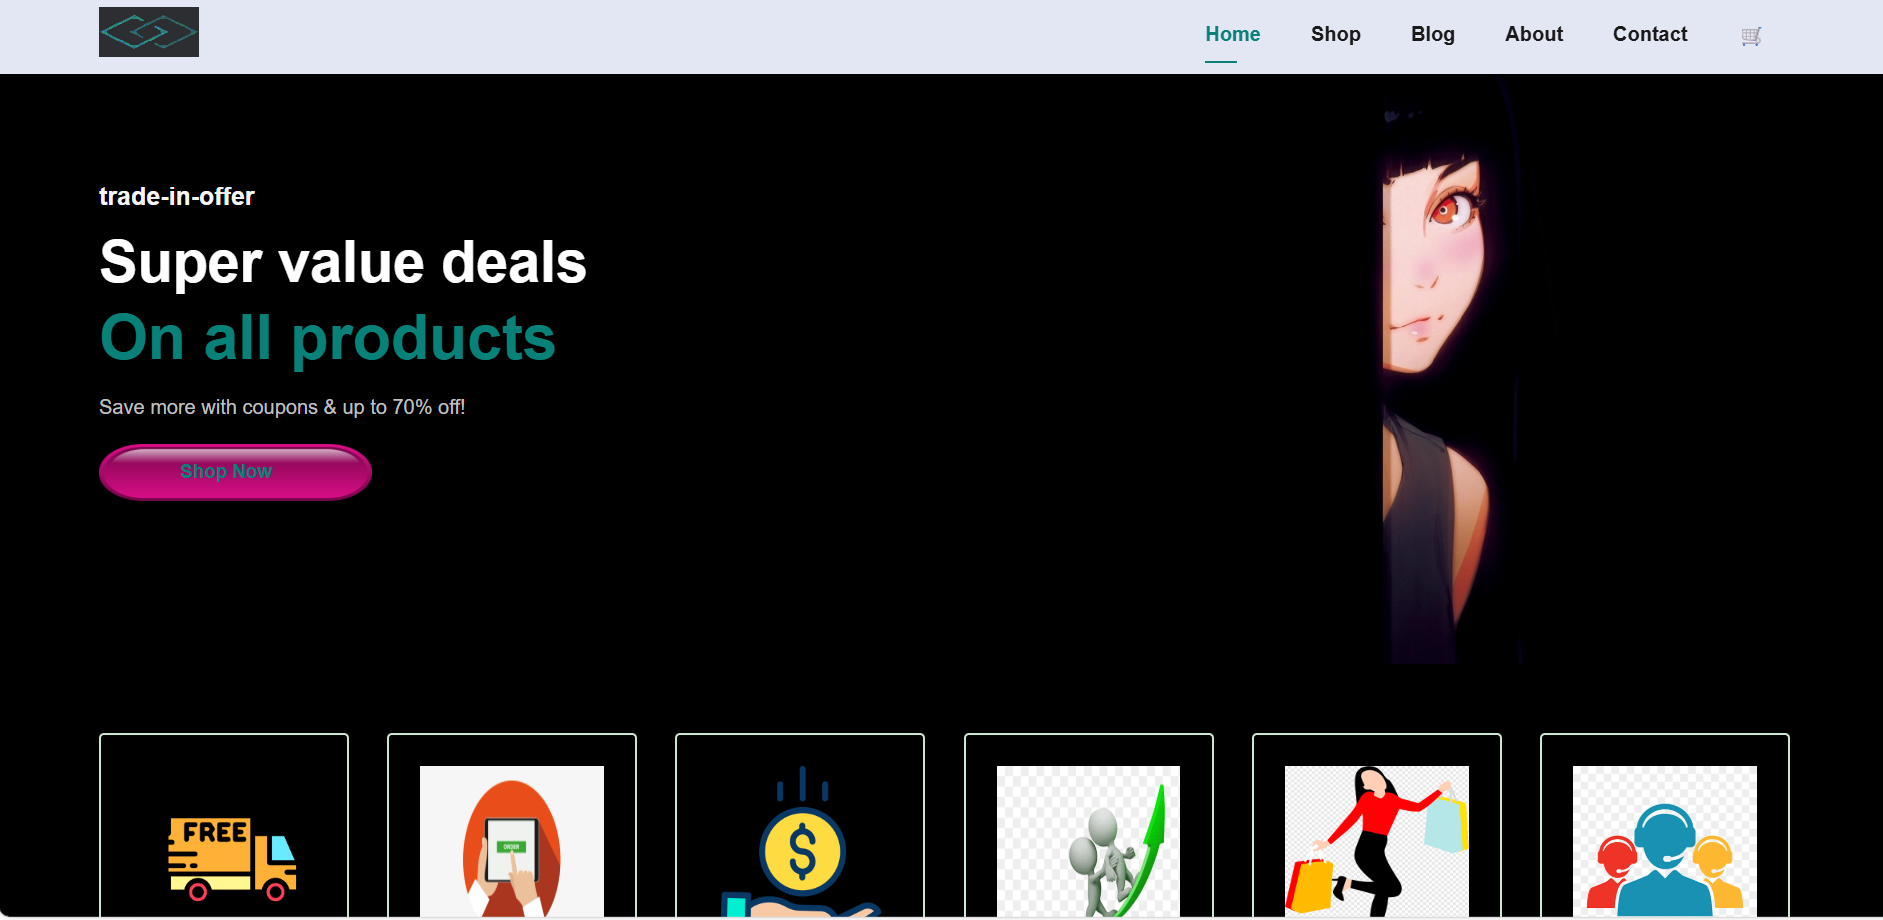 Home Shop Blog About Contact
trade-in-offer
Super value deals
On all products
Save more with coupons & up to 70% off!
Shop Now
FREE
ORDER